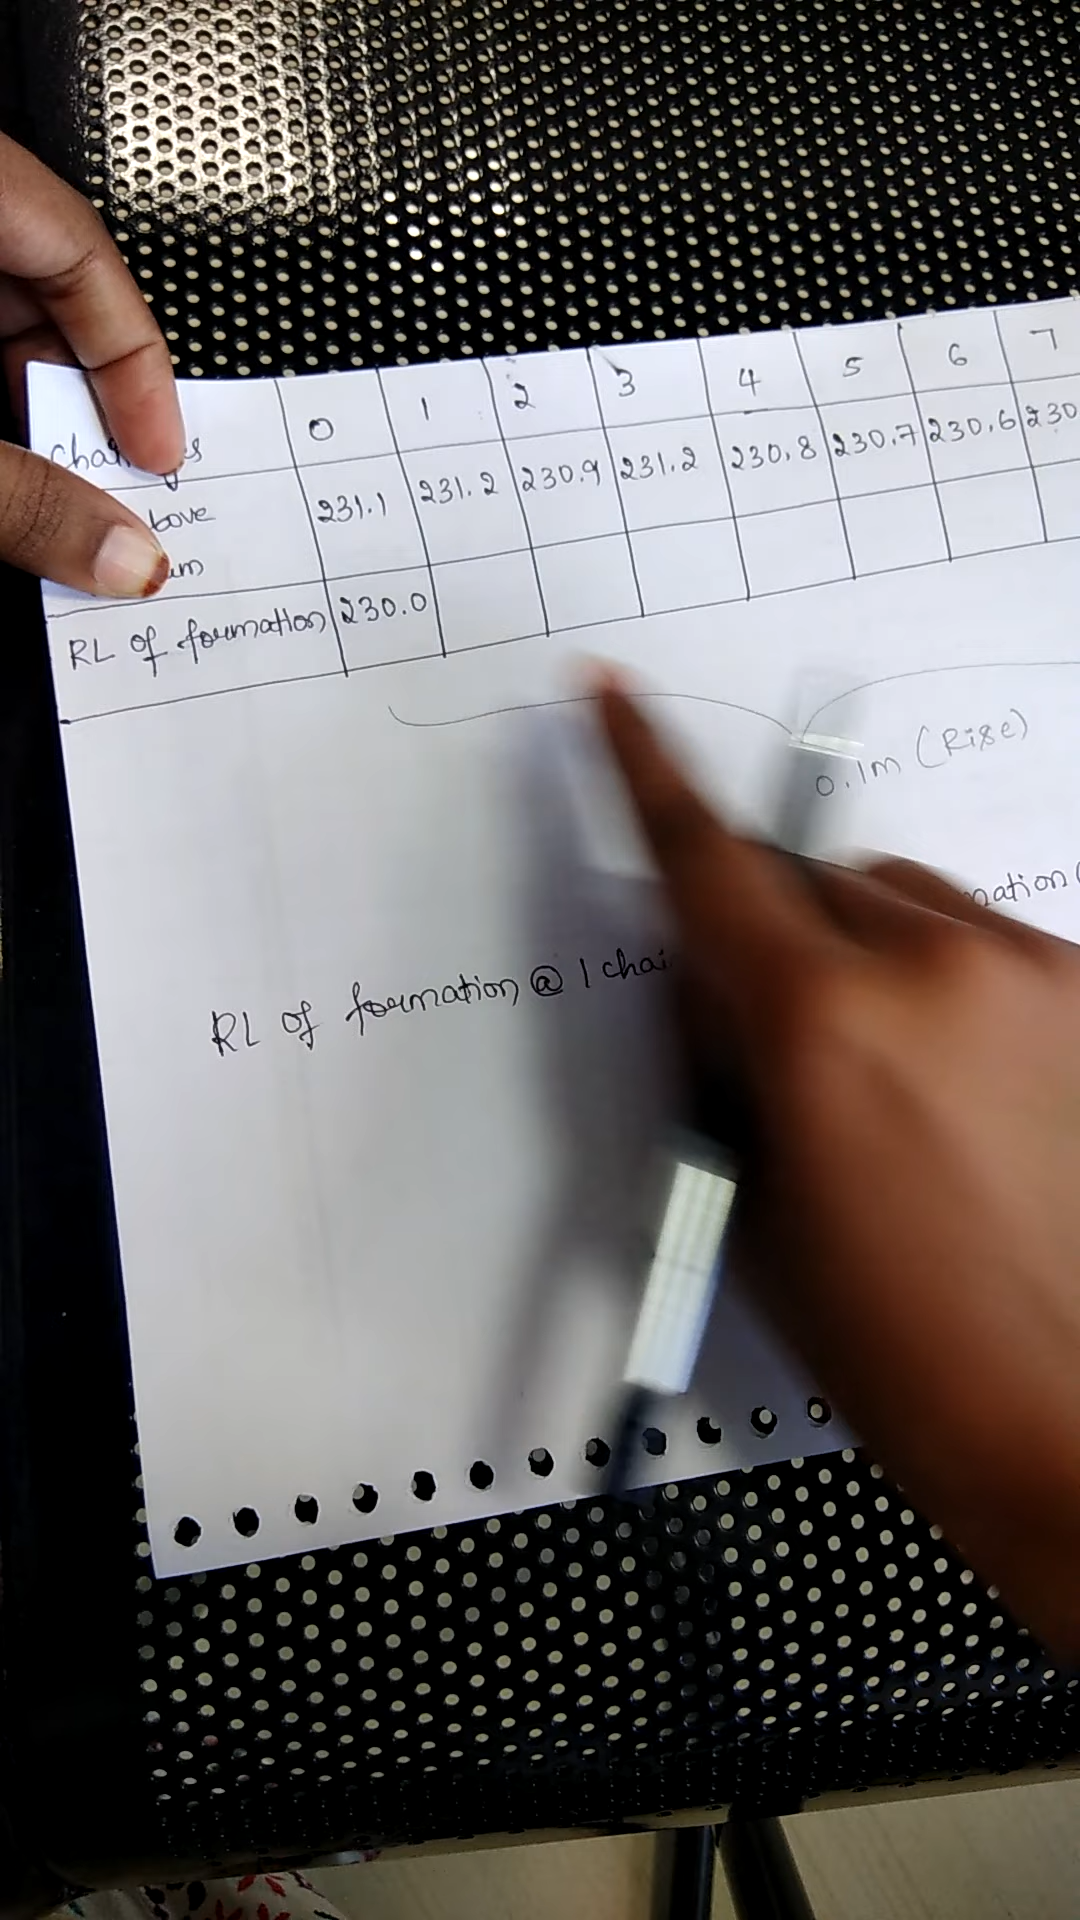 0 1 2 3 4 5 6 7
231.1 231.2 230.9 231.2 230.8 230.7 230.6 230
RL of formation 230.0
0.1m (Rise)
RL of formation @ 1 chai